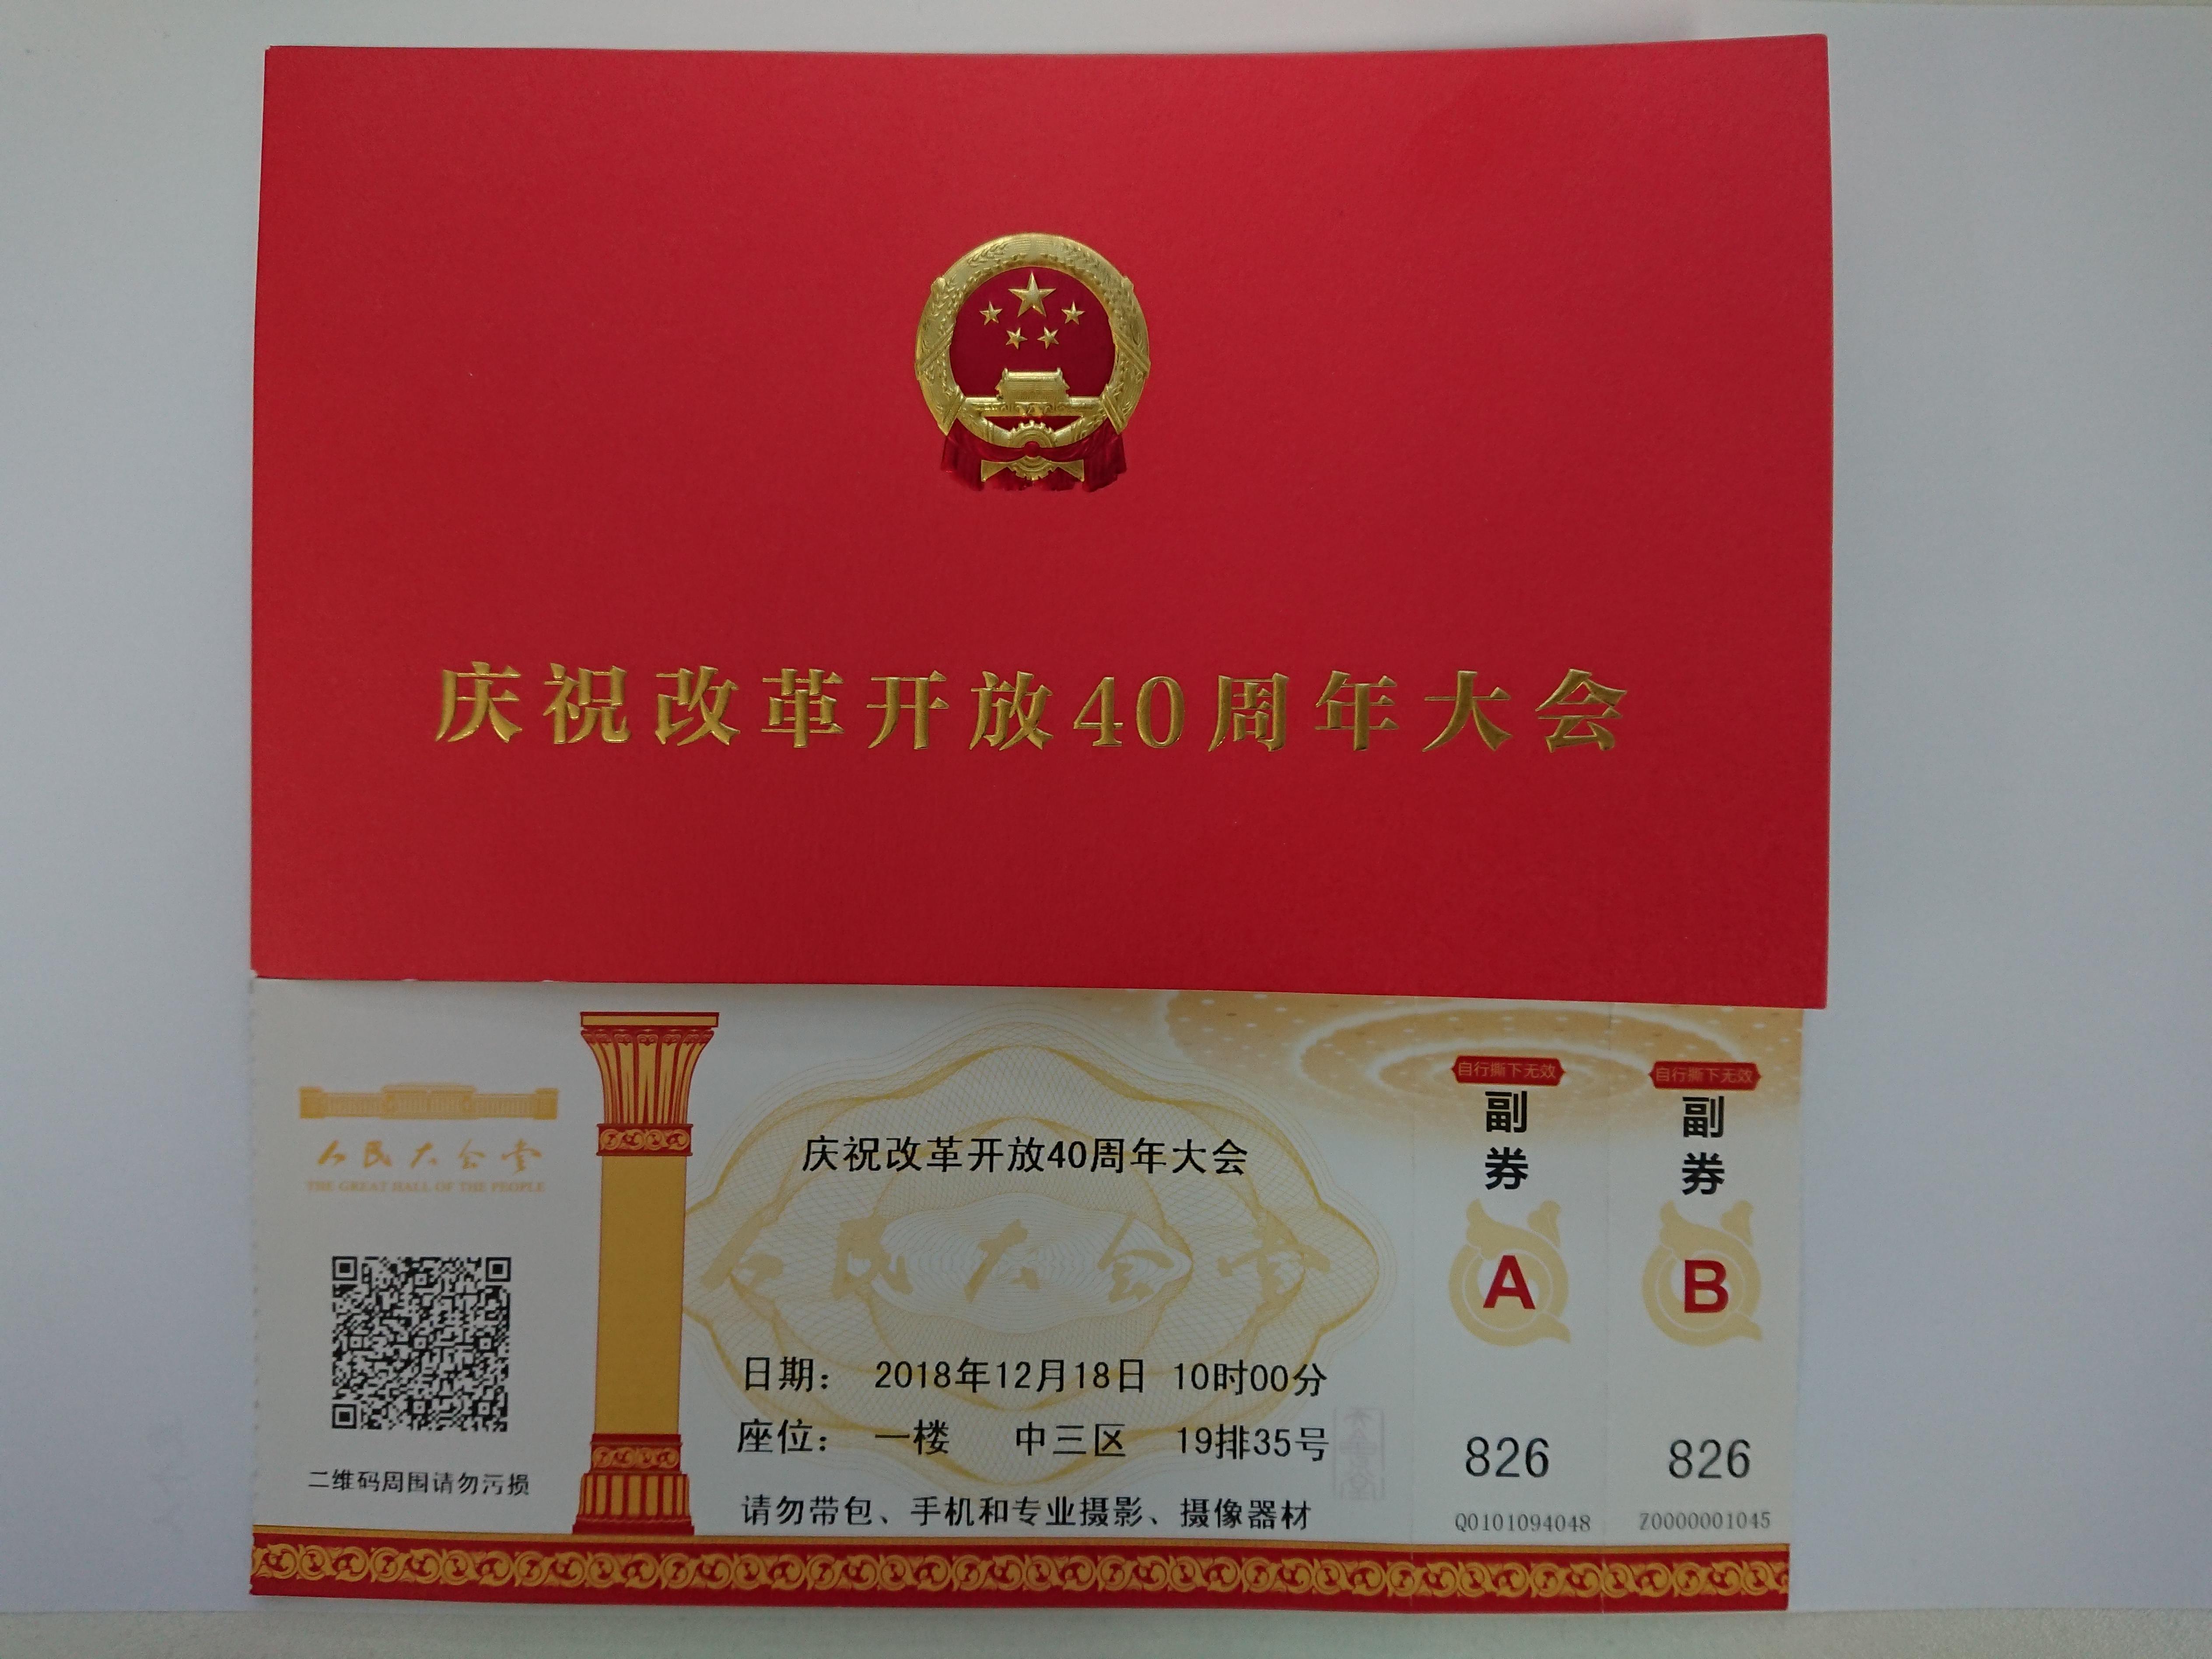 庆祝改革开放40周年大会
人民大会堂
THE GREAT HALL OF THE PEOPLE
二维码周围请勿污损
庆祝改革开放40周年大会
人民大会堂
日期： 2018年12月18日 10时00分
座位： 一楼 中三区 19排35号
请勿带包、手机和专业摄影、摄像器材
自行撕下无效
副券
A
826
Q0101094048
自行撕下无效
副券
B
826
Z0000001045